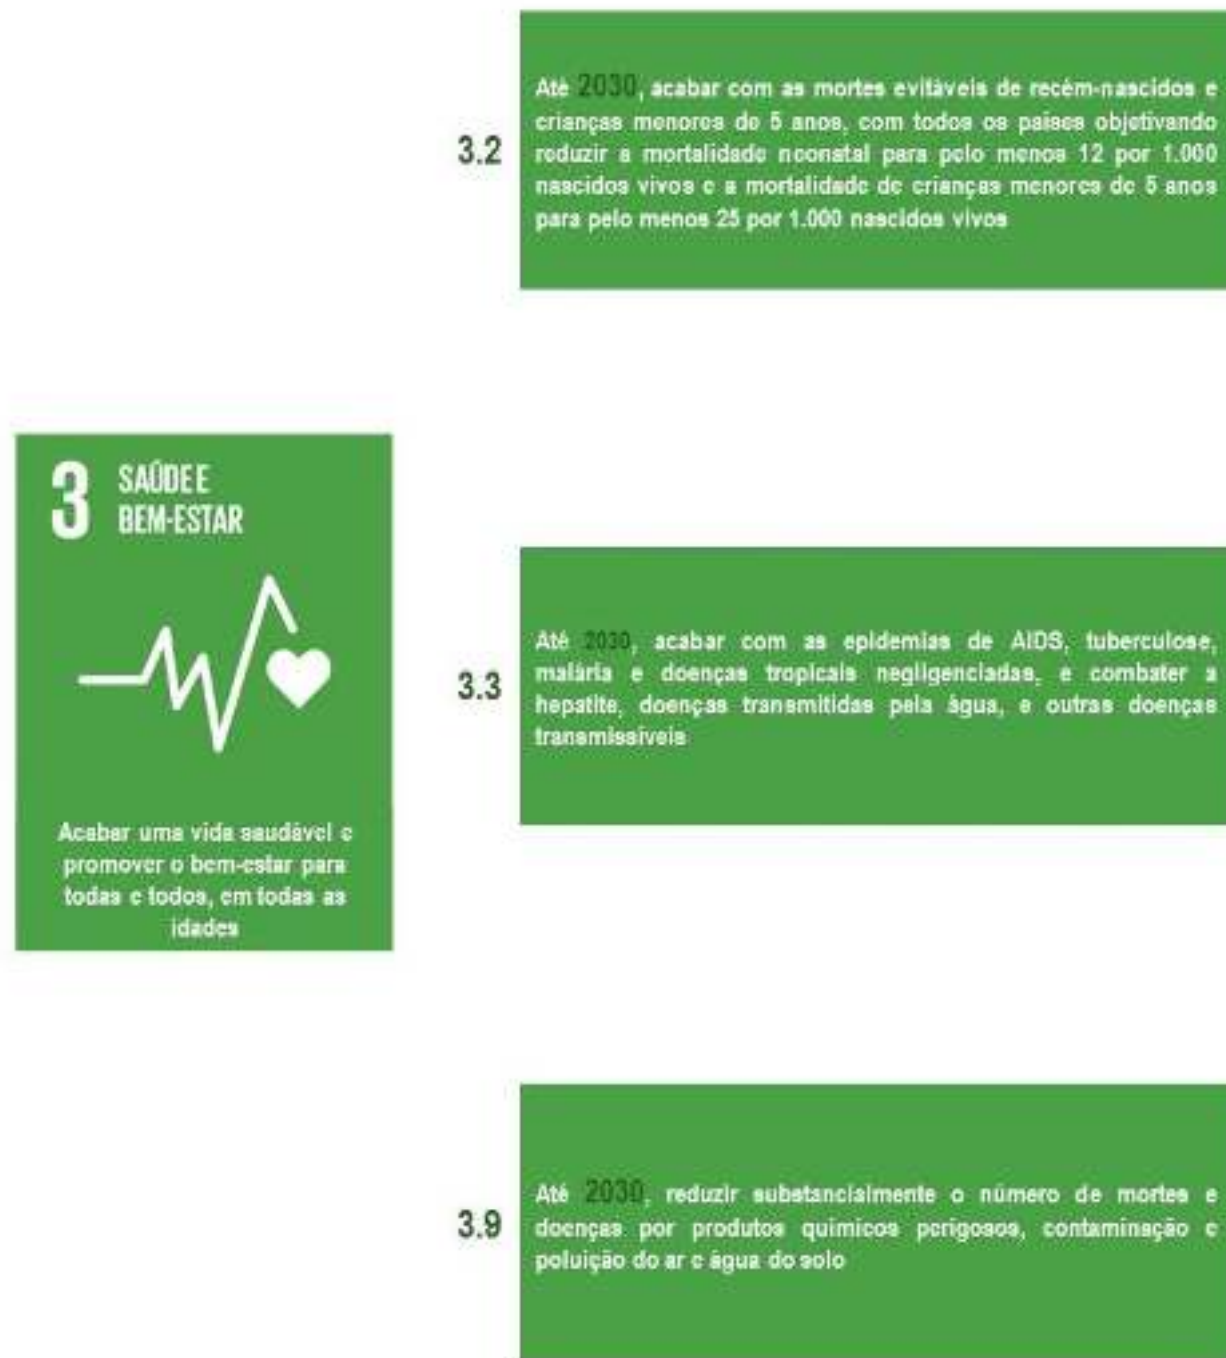 3.2
Até 2030, acabar com as mortes evitáveis de recém-nascidos e
crianças menores de 5 anos, com todos os países objetivando
reduzir a mortalidade neonatal para pelo menos 12 por 1.000
nascidos vivos e a mortalidade de crianças menores de 5 anos
para pelo menos 25 por 1.000 nascidos vivos
3 SAÚDE E
BEM-ESTAR
Acabar uma vida saudável e
promover o bem-estar para
todas e todos, em todas as
idades
3.3
Até 2030, acabar com as epidemias de AIDS, tuberculose,
malária e doenças tropicais negligenciadas, e combater a
hepatite, doenças transmitidas pela água, e outras doenças
transmissíveis
3.9
Até 2030, reduzir substancialmente o número de mortes e
doenças por produtos químicos perigosos, contaminação e
poluição do ar e água do solo